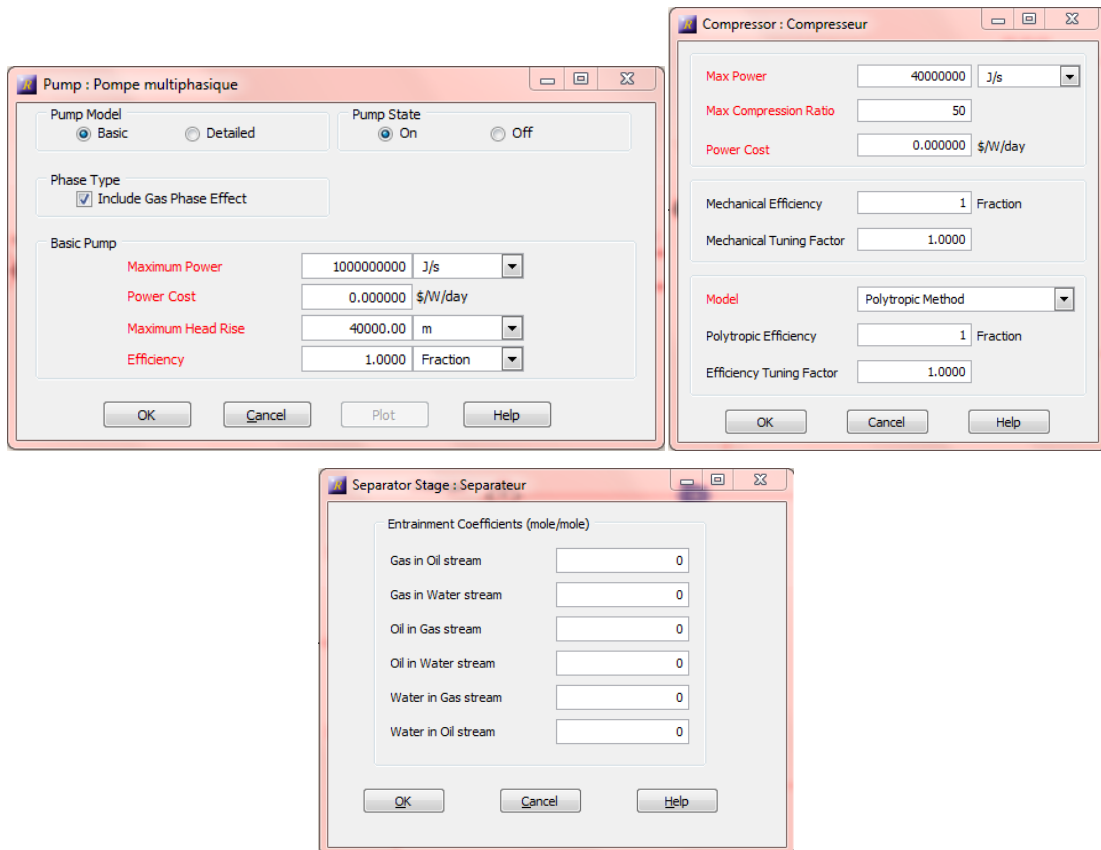 Pump : Pompe multiphasique
Pump Model
Basic
Detailed
Pump State
On
Off
Phase Type
Include Gas Phase Effect
Basic Pump
Maximum Power 1000000000 J/s
Power Cost 0.000000 $/W/day
Maximum Head Rise 40000.00 m
Efficiency 1.0000 Fraction
OK Cancel Plot Help
Compressor : Compresseur
Max Power 40000000 J/s
Max Compression Ratio 50
Power Cost 0.000000 $/W/day
Mechanical Efficiency 1 Fraction
Mechanical Tuning Factor 1.0000
Model Polytropic Method
Polytropic Efficiency 1 Fraction
Efficiency Tuning Factor 1.0000
OK Cancel Help
Separator Stage : Separateur
Entrainment Coefficients (mole/mole)
Gas in Oil stream 0
Gas in Water stream 0
Oil in Gas stream 0
Oil in Water stream 0
Water in Gas stream 0
Water in Oil stream 0
OK Cancel Help